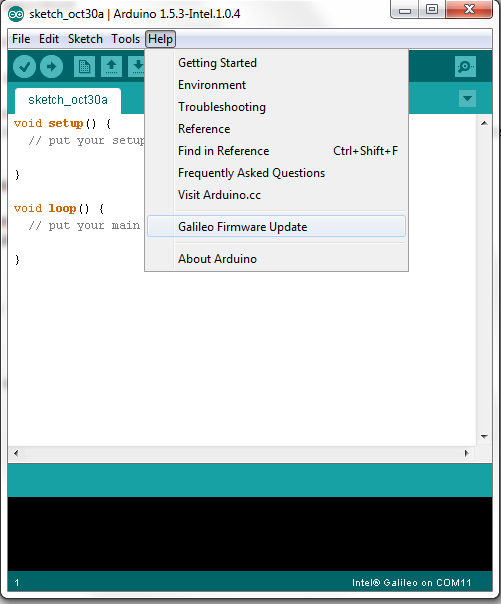 sketch_oct30a | Arduino 1.5.3-Intel.1.0.4
File Edit Sketch Tools Help
Getting Started
Environment
Troubleshooting
Reference
Find in Reference Ctrl+Shift+F
Frequently Asked Questions
Visit Arduino.cc
Galileo Firmware Update
About Arduino
sketch_oct30a
void setup() {
// put your setup
}
void loop() {
// put your main
}
1 Intel® Galileo on COM11